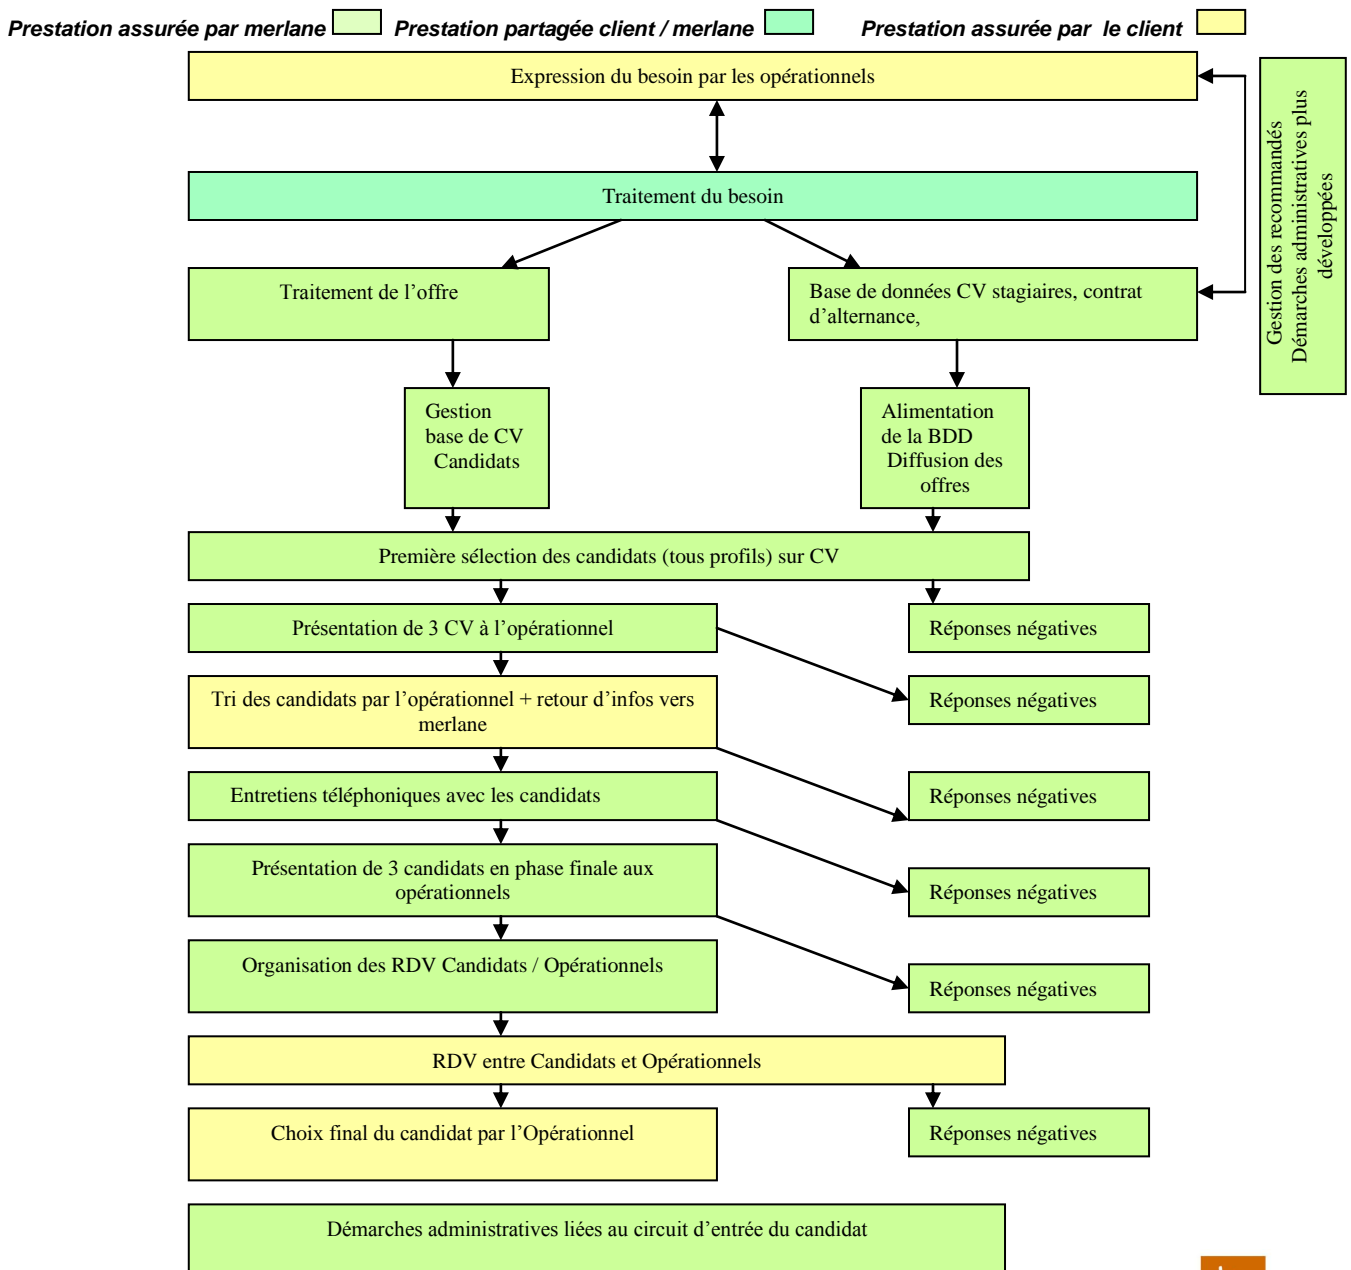 Prestation assurée par merlane
Prestation partagée client / merlane
Prestation assurée par le client
Expression du besoin par les opérationnels
Gestion des recommandés
Démarches administratives plus
développées
Traitement du besoin
Traitement de l’offre
Base de données CV stagiaires, contrat
d’alternance,
Gestion
base de CV
Candidats
Alimentation
de la BDD
Diffusion des
offres
Première sélection des candidats (tous profils) sur CV
Présentation de 3 CV à l’opérationnel
Réponses négatives
Tri des candidats par l’opérationnel + retour d’infos vers
merlane
Réponses négatives
Entretiens téléphoniques avec les candidats
Réponses négatives
Présentation de 3 candidats en phase finale aux
opérationnels
Réponses négatives
Organisation des RDV Candidats / Opérationnels
Réponses négatives
RDV entre Candidats et Opérationnels
Choix final du candidat par l’Opérationnel
Réponses négatives
Démarches administratives liées au circuit d’entrée du candidat